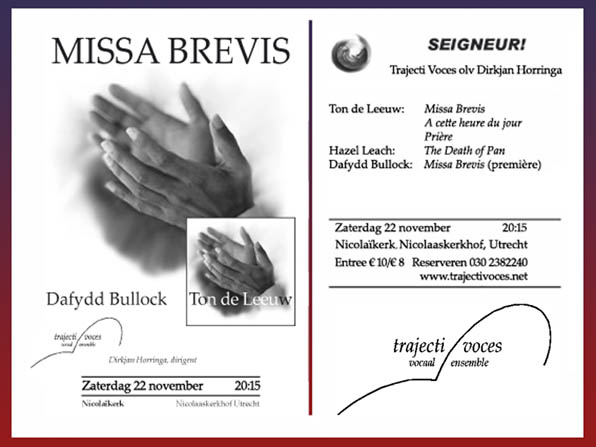 MISSA BREVIS
Dafydd Bullock
Ton de Leeuw
trajecti voces
vocaal ensemble
Dirkjan Horringa, dirigent
Zaterdag 22 november 20:15
Nicolaïkerk Nicolaaskerkhof Utrecht
SEIGNEUR!
Trajecti Voces olv Dirkjan Horringa
Ton de Leeuw: Missa Brevis
A cette heure du jour
Prière
Hazel Leach: The Death of Pan
Dafydd Bullock: Missa Brevis (première)
Zaterdag 22 november 20:15
Nicolaïkerk, Nicolaaskerkhof, Utrecht
Entree € 10/€ 8 Reserveren 030 2382240
www.trajectivoces.net
trajecti voces
vocaal ensemble